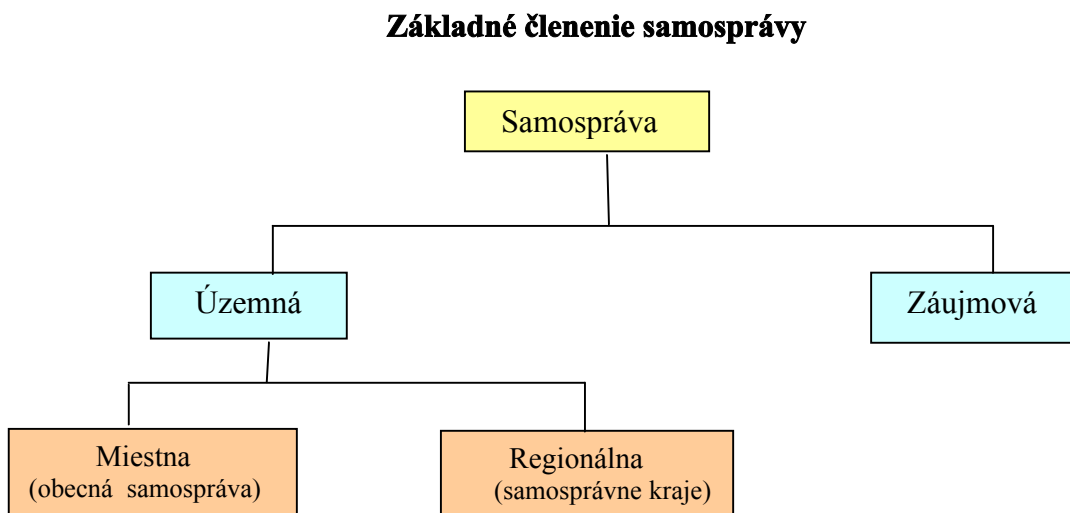 Základné členenie samosprávy
Samospráva
Územná
Záujmová
Miestna
(obecná samospráva)
Regionálna
(samosprávne kraje)